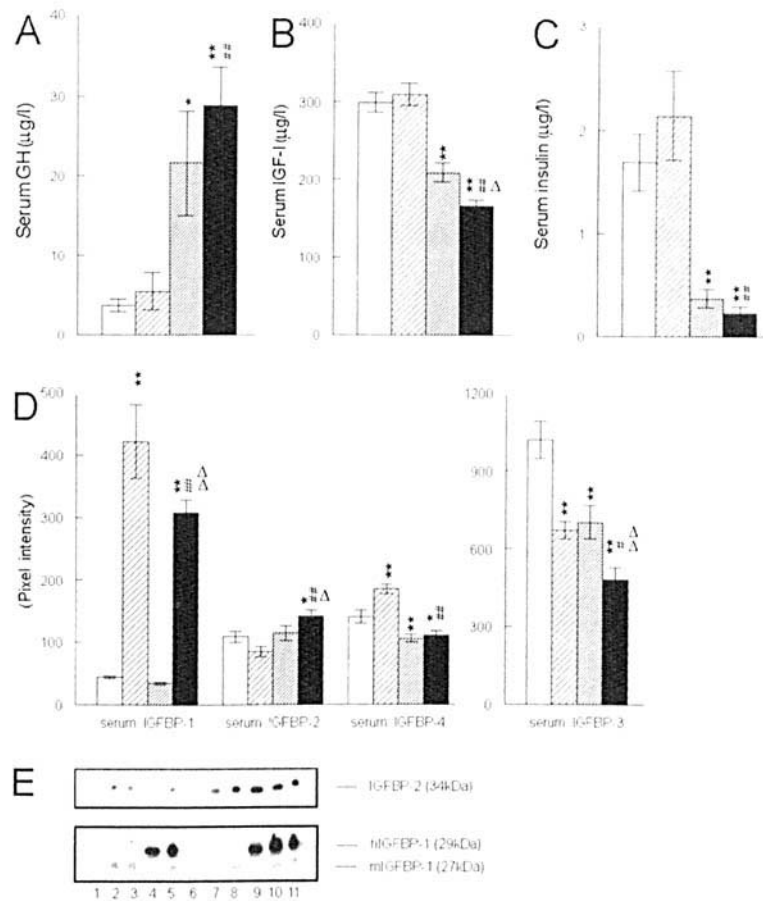 A
Serum GH (µg/l)
40
30
20
10
0
*
**
##
B
Serum IGF-I (µg/l)
400
300
200
100
0
**
** ## Δ
C
Serum insulin (µg/l)
3
2
1
0
**
** ##
D
(Pixel intensity)
500
400
300
200
100
0
**
** ## ΔΔ
* ## Δ
**
**
* ##
serum IGFBP-1
serum IGFBP-2
serum IGFBP-4
1200
900
600
300
0
**
**
** # ΔΔ
serum IGFBP-3
E
IGFBP-2 (34kDa)
hIGFBP-1 (29kDa)
mIGFBP-1 (27kDa)
1 2 3 4 5 6 7 8 9 10 11